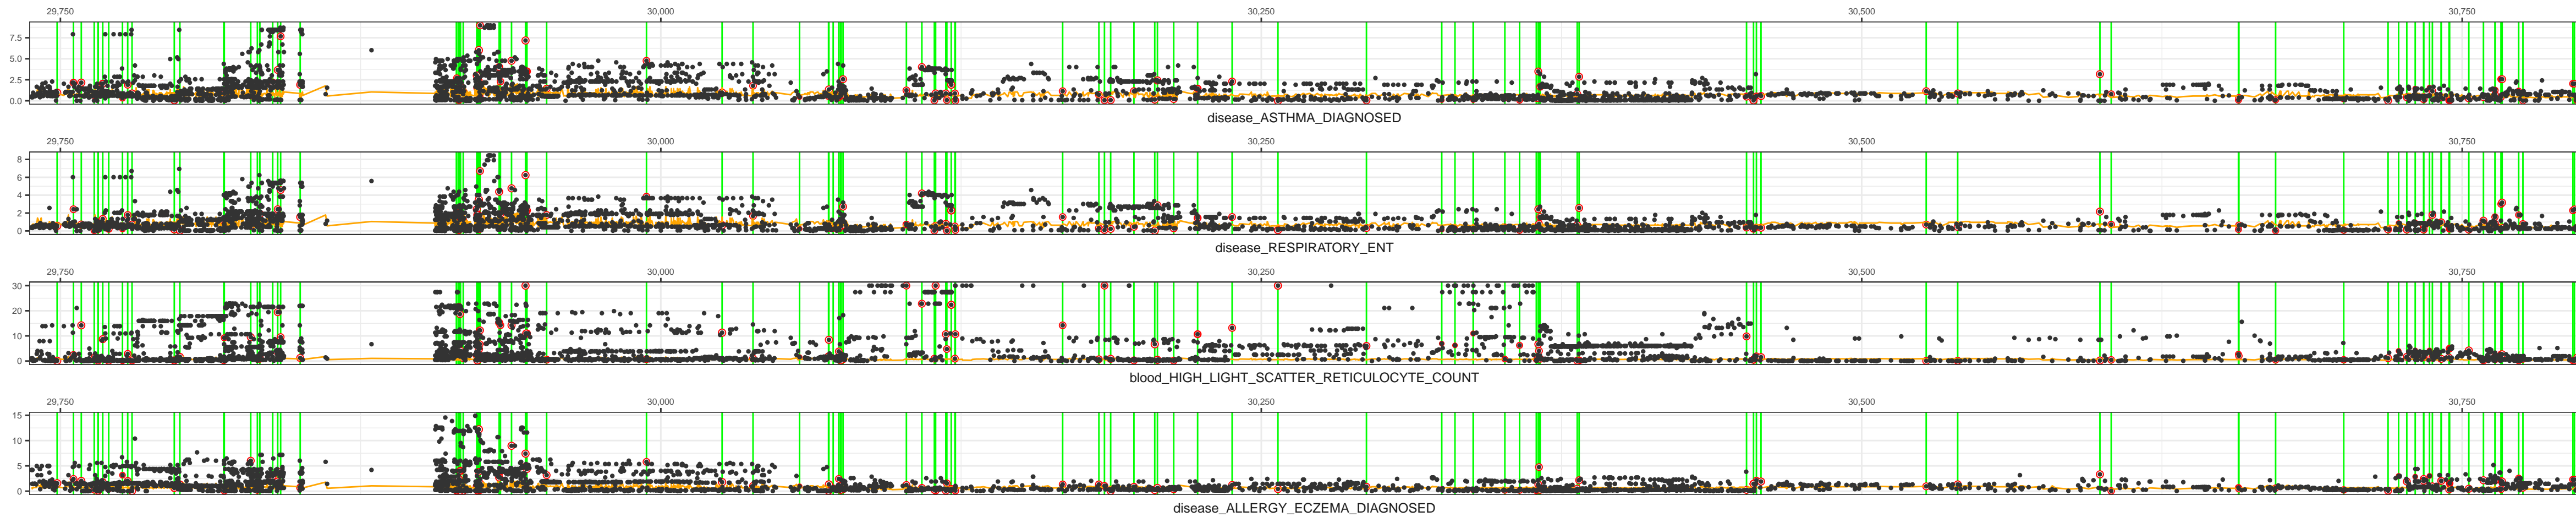 29,750 30,000 30,250 30,500 30,750
7.5
5.0
2.5
0.0
disease_ASTHMA_DIAGNOSED
29,750 30,000 30,250 30,500 30,750
8
6
4
2
0
disease_RESPIRATORY_ENT
29,750 30,000 30,250 30,500 30,750
30
20
10
0
blood_HIGH_LIGHT_SCATTER_RETICULOCYTE_COUNT
29,750 30,000 30,250 30,500 30,750
15
10
5
0
disease_ALLERGY_ECZEMA_DIAGNOSED